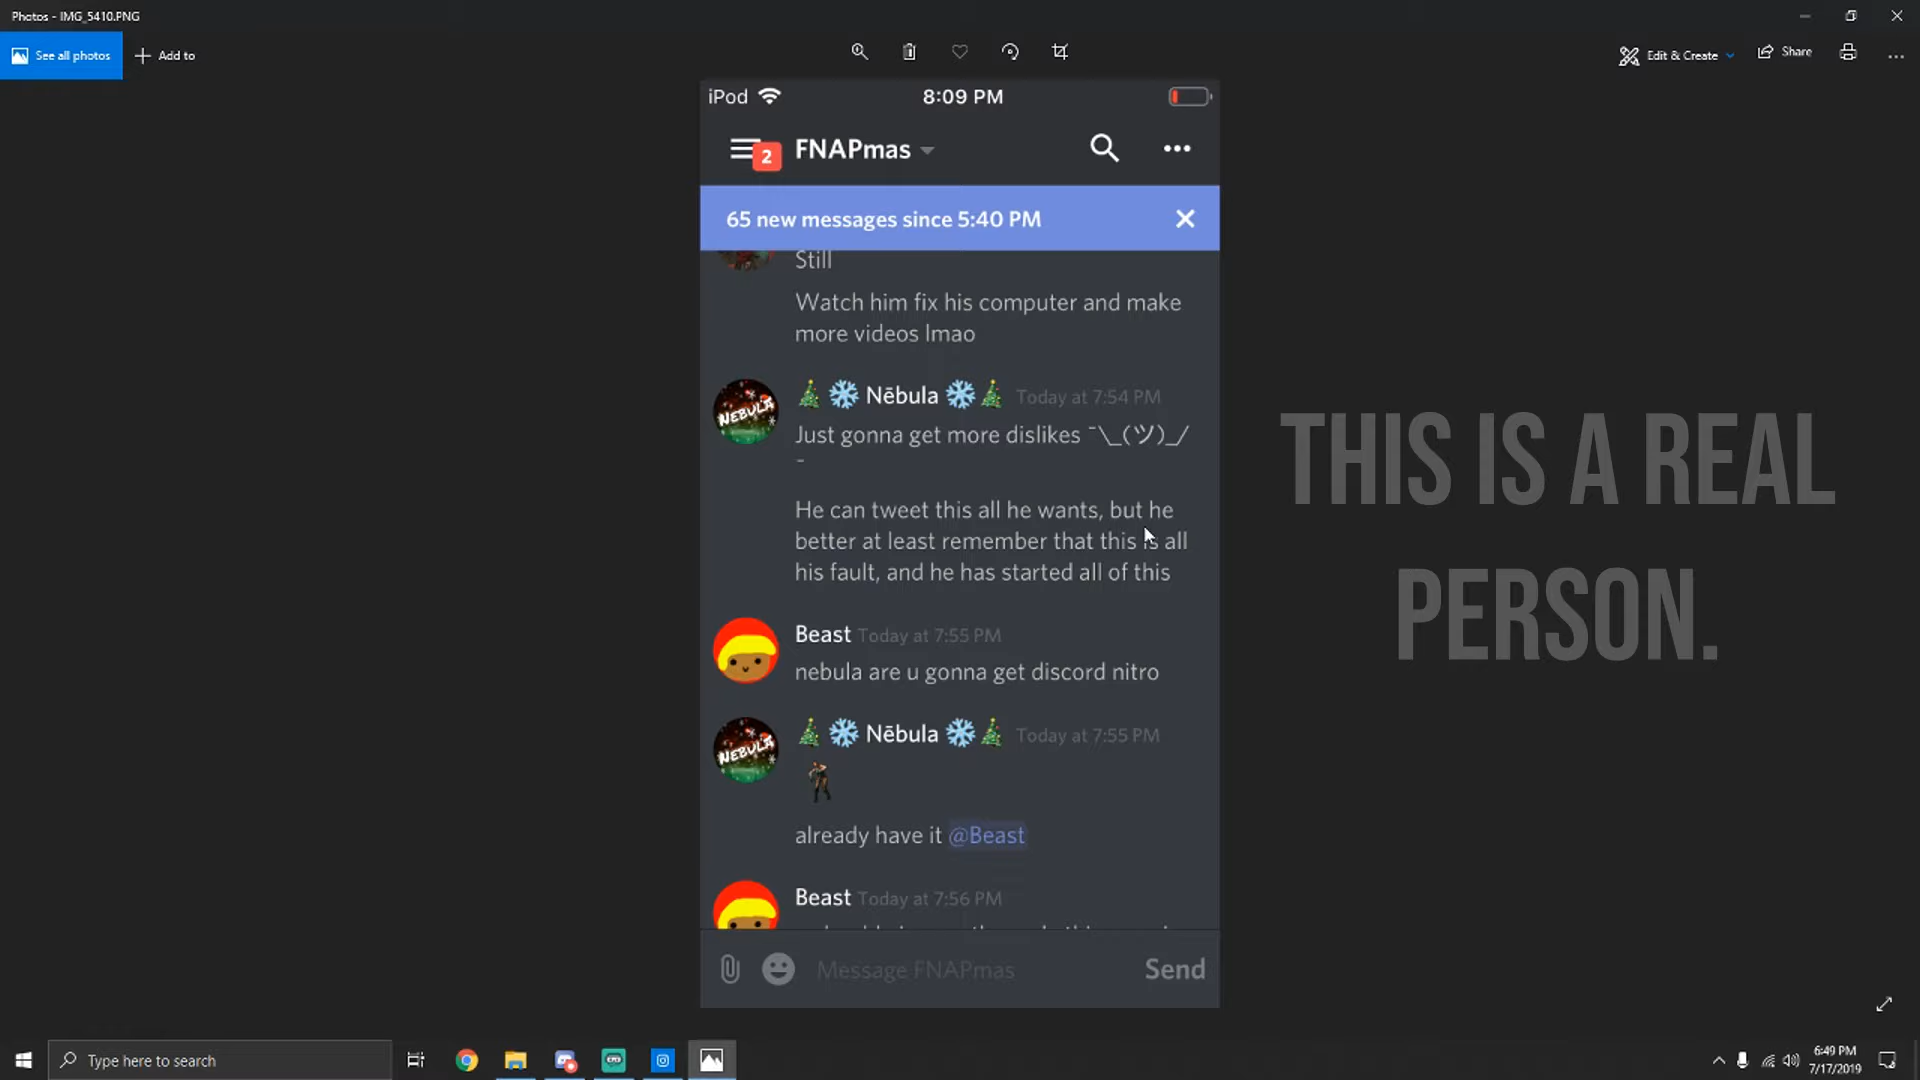 Photos - IMG_5410.PNG
See all photos
Add to
Edit & Create
Share
iPod
8:09 PM
2
FNAPmas
65 new messages since 5:40 PM
Still
Watch him fix his computer and make
more videos lmao
🎄❄️ Nēbula ❄️🎄 Today at 7:54 PM
NEBULA
Just gonna get more dislikes ¯\_(ツ)_/
¯
He can tweet this all he wants, but he
better at least remember that this is all
his fault, and he has started all of this
THIS IS A REAL
PERSON.
Beast Today at 7:55 PM
nebula are u gonna get discord nitro
🎄❄️ Nēbula ❄️🎄 Today at 7:55 PM
NEBULA
already have it @Beast
Beast Today at 7:56 PM
Message FNAPmas
Send
Type here to search
6:49 PM
7/17/2019